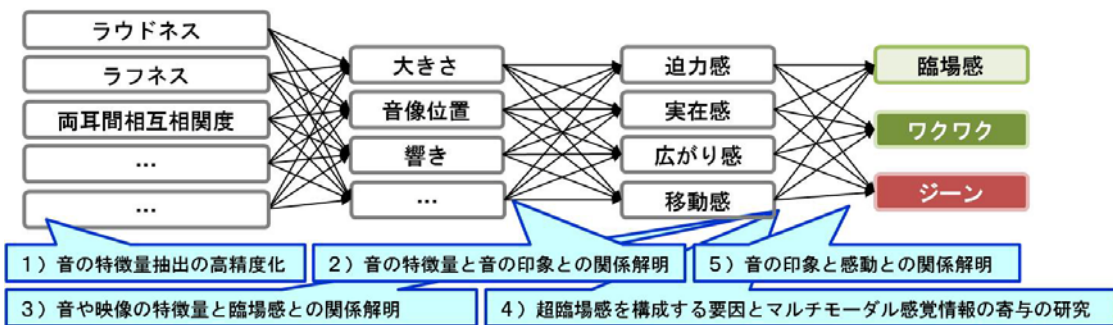 ラウドネス
ラフネス
両耳間相互相関度
…
…
大きさ
音像位置
響き
…
迫力感
実在感
広がり感
移動感
臨場感
ワクワク
ジーン
1）音の特徴量抽出の高精度化
2）音の特徴量と音の印象との関係解明
5）音の印象と感動との関係解明
3）音や映像の特徴量と臨場感との関係解明
4）超臨場感を構成する要因とマルチモーダル感覚情報の寄与の研究